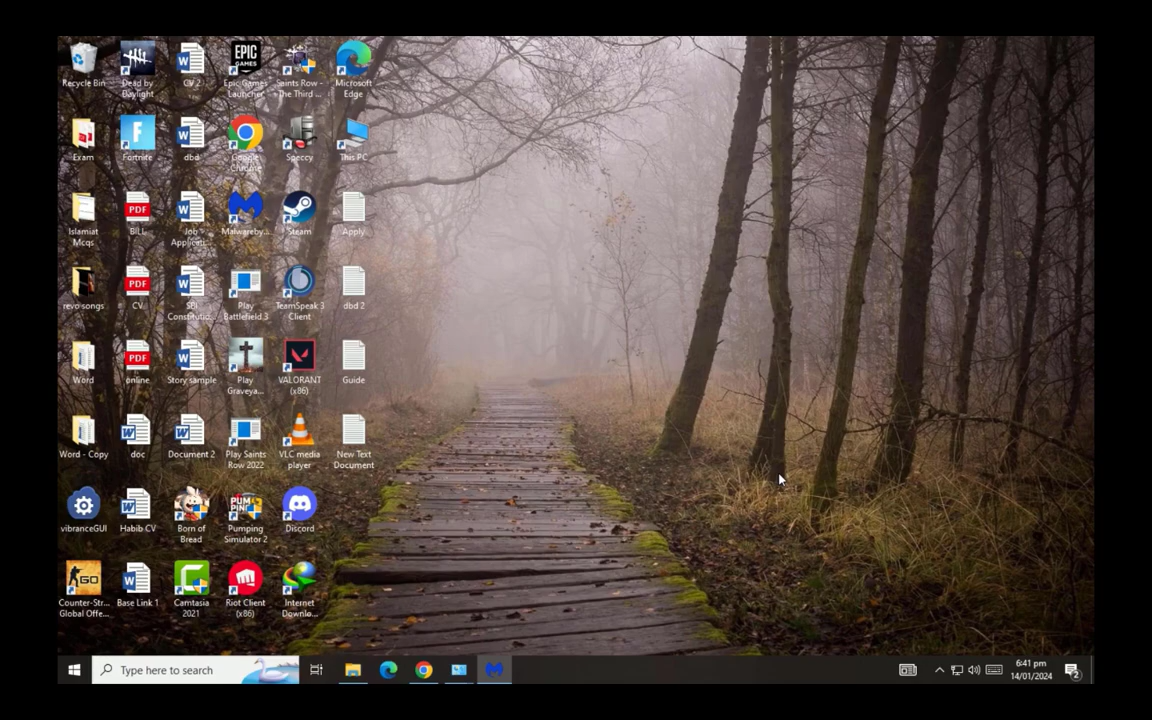 EPIC
GAMES
Recycle Bin
Dead by
Daylight
CV 2
Epic Games
Launcher
Saints Row -
The Third ...
Microsoft
Edge
Exam
Fortnite
dbd
Google
Chrome
Speccy
This PC
PDF
Islamiat
Mcqs
BILL
Job
Applicati...
Malwareby...
Steam
Apply
PDF
revo songs
CV
SBI
Constitutio...
Play
Battlefield 3
TeamSpeak 3
Client
dbd 2
PDF
Word
online
Story sample
Play
Graveya...
VALORANT
(x86)
Guide
Word - Copy
doc
Document 2
Play Saints
Row 2022
VLC media
player
New Text
Document
PUM
PING
vibranceGUI
Habib CV
Born of
Bread
Pumping
Simulator 2
Discord
GO
Counter-Str...
Global Offe...
Base Link 1
Camtasia
2021
Riot Client
(x86)
Internet
Downlo...
Type here to search
6:41 pm
14/01/2024
2